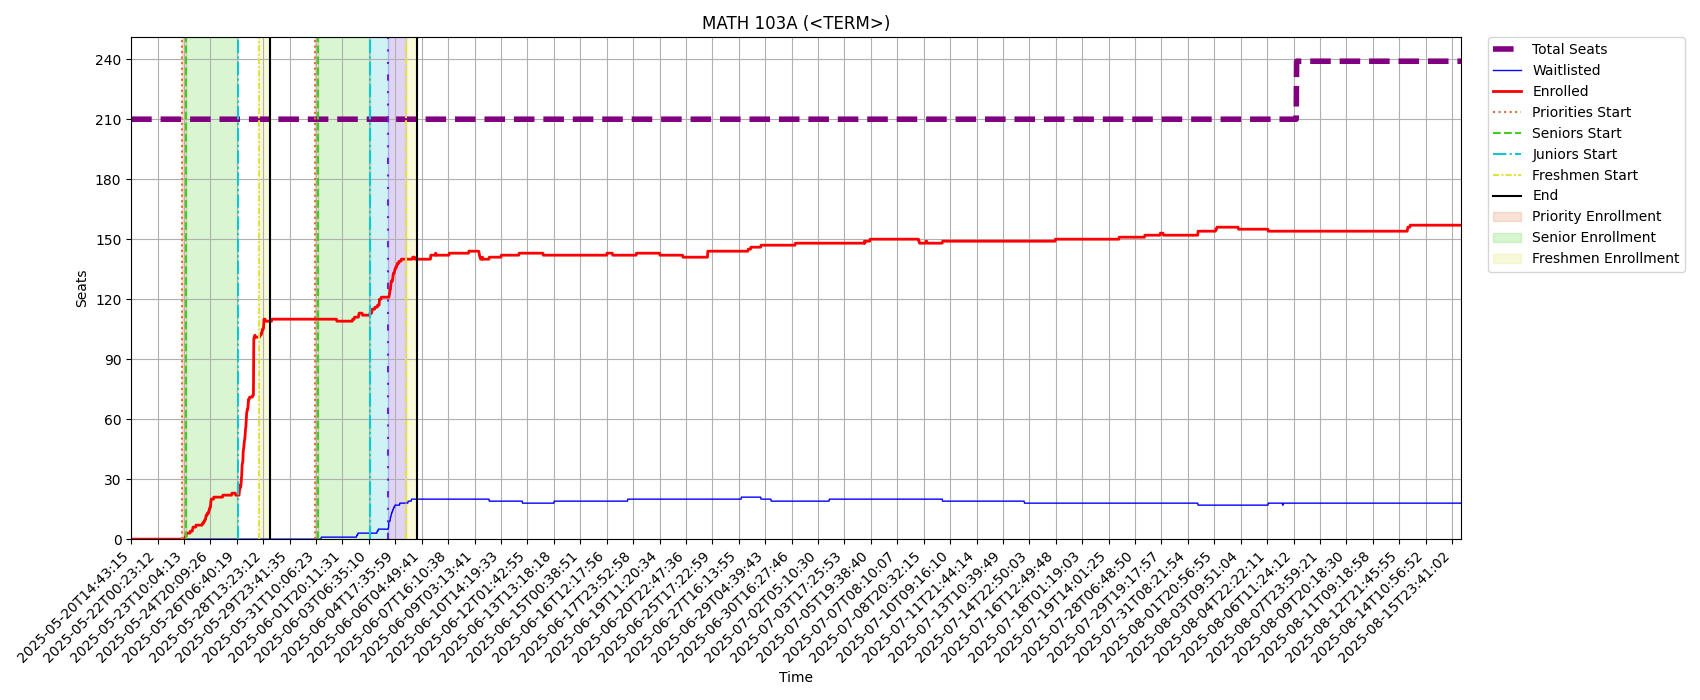 MATH 103A (<TERM>)
Seats
240
210
180
150
120
90
60
30
0
2025-05-20T14:43:15
2025-05-22T00:23:12
2025-05-23T10:04:13
2025-05-24T20:09:26
2025-05-26T06:40:19
2025-05-28T13:23:12
2025-05-29T23:41:35
2025-05-31T10:06:23
2025-06-01T20:11:31
2025-06-03T06:35:10
2025-06-04T17:35:59
2025-06-06T04:49:41
2025-06-07T16:10:38
2025-06-09T03:13:41
2025-06-10T14:19:33
2025-06-12T01:42:55
2025-06-13T13:18:18
2025-06-15T00:38:51
2025-06-16T12:17:56
2025-06-17T23:52:58
2025-06-19T11:20:34
2025-06-20T22:47:36
2025-06-25T17:22:59
2025-06-27T16:13:55
2025-06-29T04:39:43
2025-06-30T16:27:46
2025-07-02T05:10:30
2025-07-03T17:25:53
2025-07-05T19:38:40
2025-07-07T08:10:07
2025-07-08T20:32:15
2025-07-10T09:16:10
2025-07-11T21:44:14
2025-07-13T10:39:49
2025-07-14T22:50:03
2025-07-16T12:49:48
2025-07-18T01:19:03
2025-07-19T14:01:25
2025-07-28T06:48:50
2025-07-29T19:17:57
2025-07-31T08:21:54
2025-08-01T20:56:55
2025-08-03T09:51:04
2025-08-04T22:22:11
2025-08-06T11:24:12
2025-08-07T23:59:21
2025-08-09T20:18:30
2025-08-11T09:18:58
2025-08-12T21:45:55
2025-08-14T10:56:52
2025-08-15T23:41:02
Time
Total Seats
Waitlisted
Enrolled
Priorities Start
Seniors Start
Juniors Start
Freshmen Start
End
Priority Enrollment
Senior Enrollment
Freshmen Enrollment